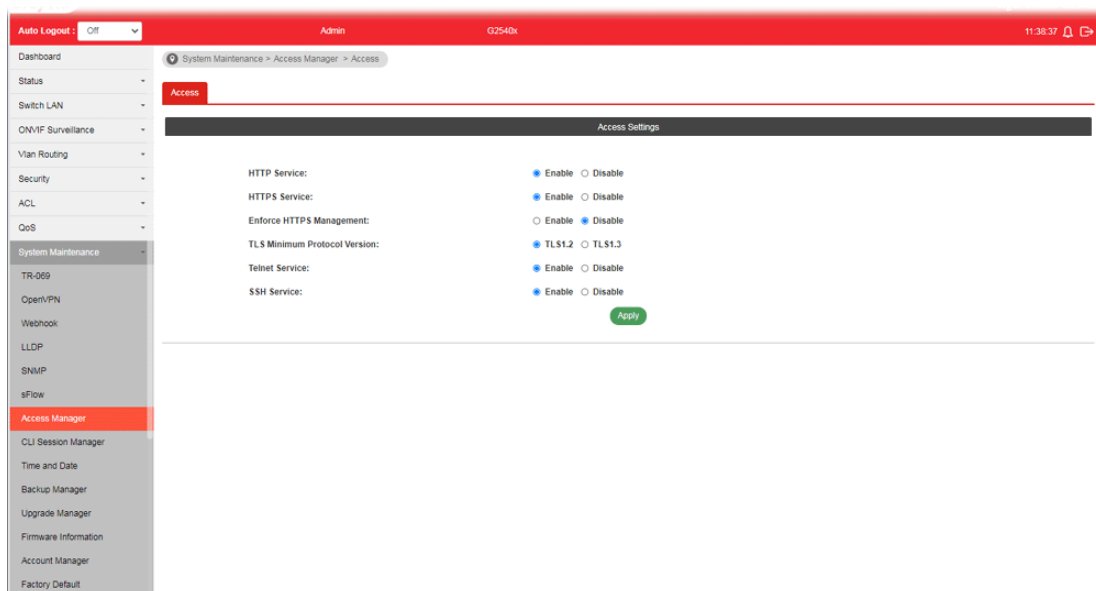 Auto Logout : Off Admin G2540x 11:38:37
Dashboard
System Maintenance > Access Manager > Access
Status
Access
Switch LAN
ONVIF Surveillance
Access Settings
Vlan Routing
Security
HTTP Service: Enable Disable
ACL
HTTPS Service: Enable Disable
QoS
Enforce HTTPS Management: Enable Disable
System Maintenance
TLS Minimum Protocol Version: TLS1.2 TLS1.3
TR-069
Telnet Service: Enable Disable
OpenVPN
SSH Service: Enable Disable
Webhook
Apply
LLDP
SNMP
sFlow
Access Manager
CLI Session Manager
Time and Date
Backup Manager
Upgrade Manager
Firmware Information
Account Manager
Factory Default